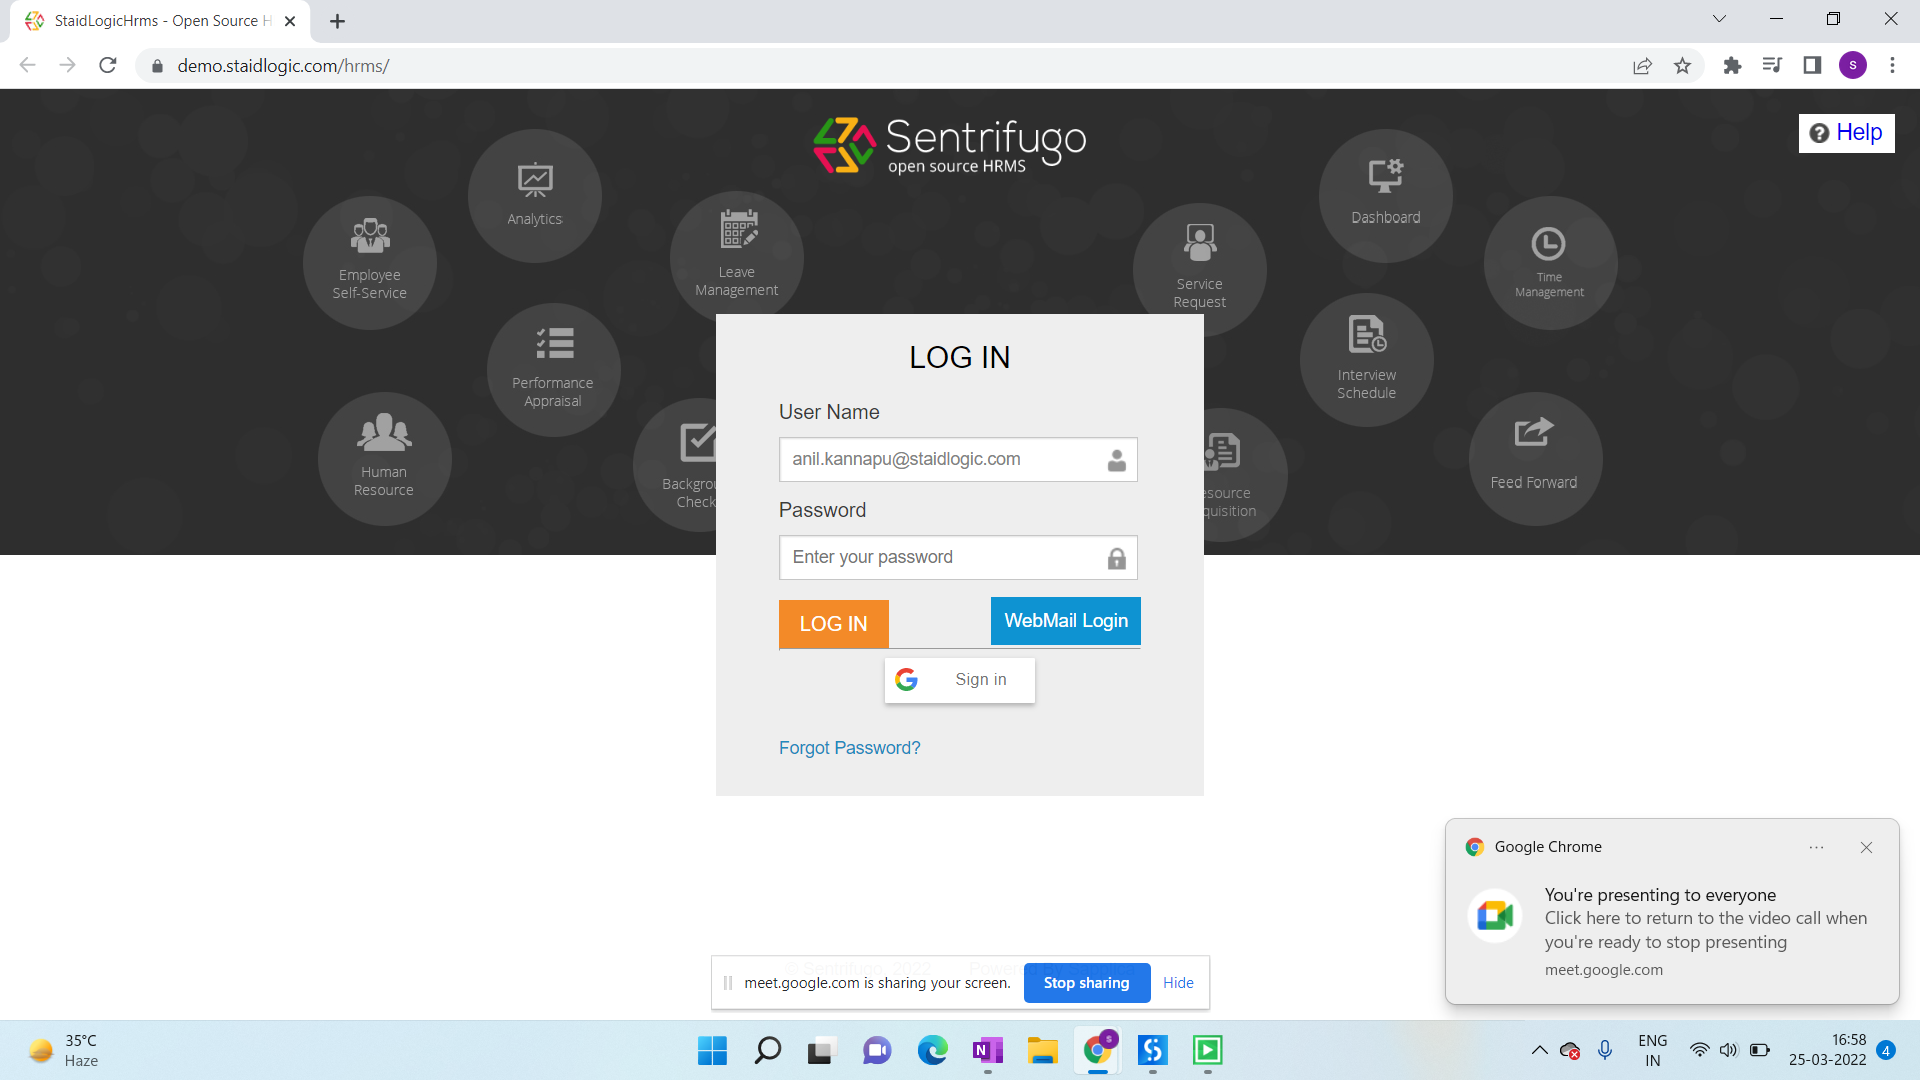 StaidLogicHrms - Open Source H
demo.staidlogic.com/hrms/
s
Sentrifugo
open source HRMS
Help
Analytics
Dashboard
Employee
Self-Service
Leave
Management
Service
Request
Time
Management
Performance
Appraisal
Interview
Schedule
Human
Resource
Backgrou
Check
esource
quisition
Feed Forward
LOG IN
User Name
anil.kannapu@staidlogic.com
Password
Enter your password
LOG IN
WebMail Login
Sign in
Forgot Password?
Google Chrome
You're presenting to everyone
Click here to return to the video call when
you're ready to stop presenting
meet.google.com
© Sentrifugo, 2022
meet.google.com is sharing your screen.
Stop sharing
Hide
35°C
Haze
N
s
ENG
IN
16:58
25-03-2022
4